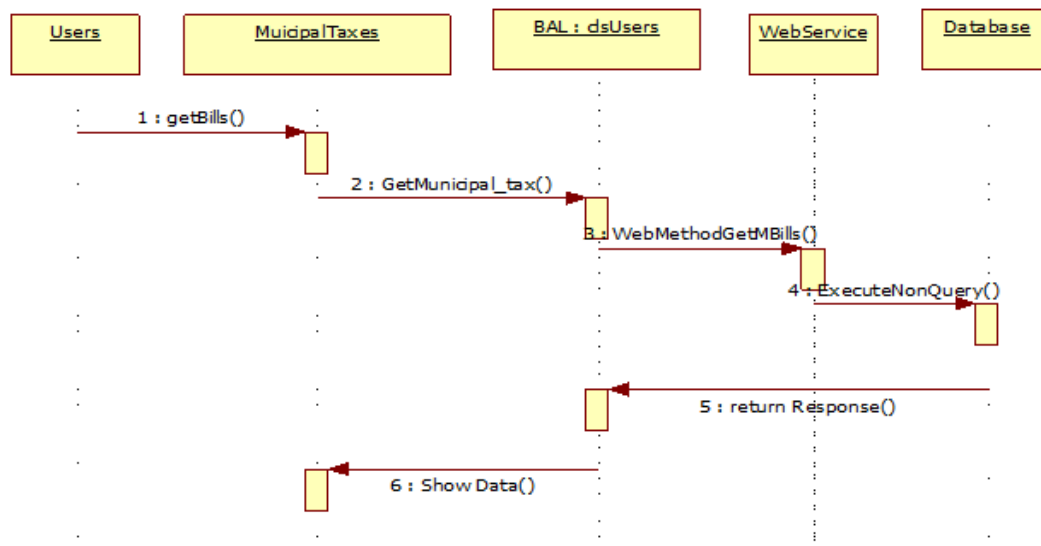 Users
MuicipalTaxes
BAL : clsUsers
WebService
Database
1 : getBills()
2 : GetMunicipal_tax()
3 : WebMethodGetMBills()
4 : ExecuteNonQuery()
5 : return Response()
6 : Show Data()